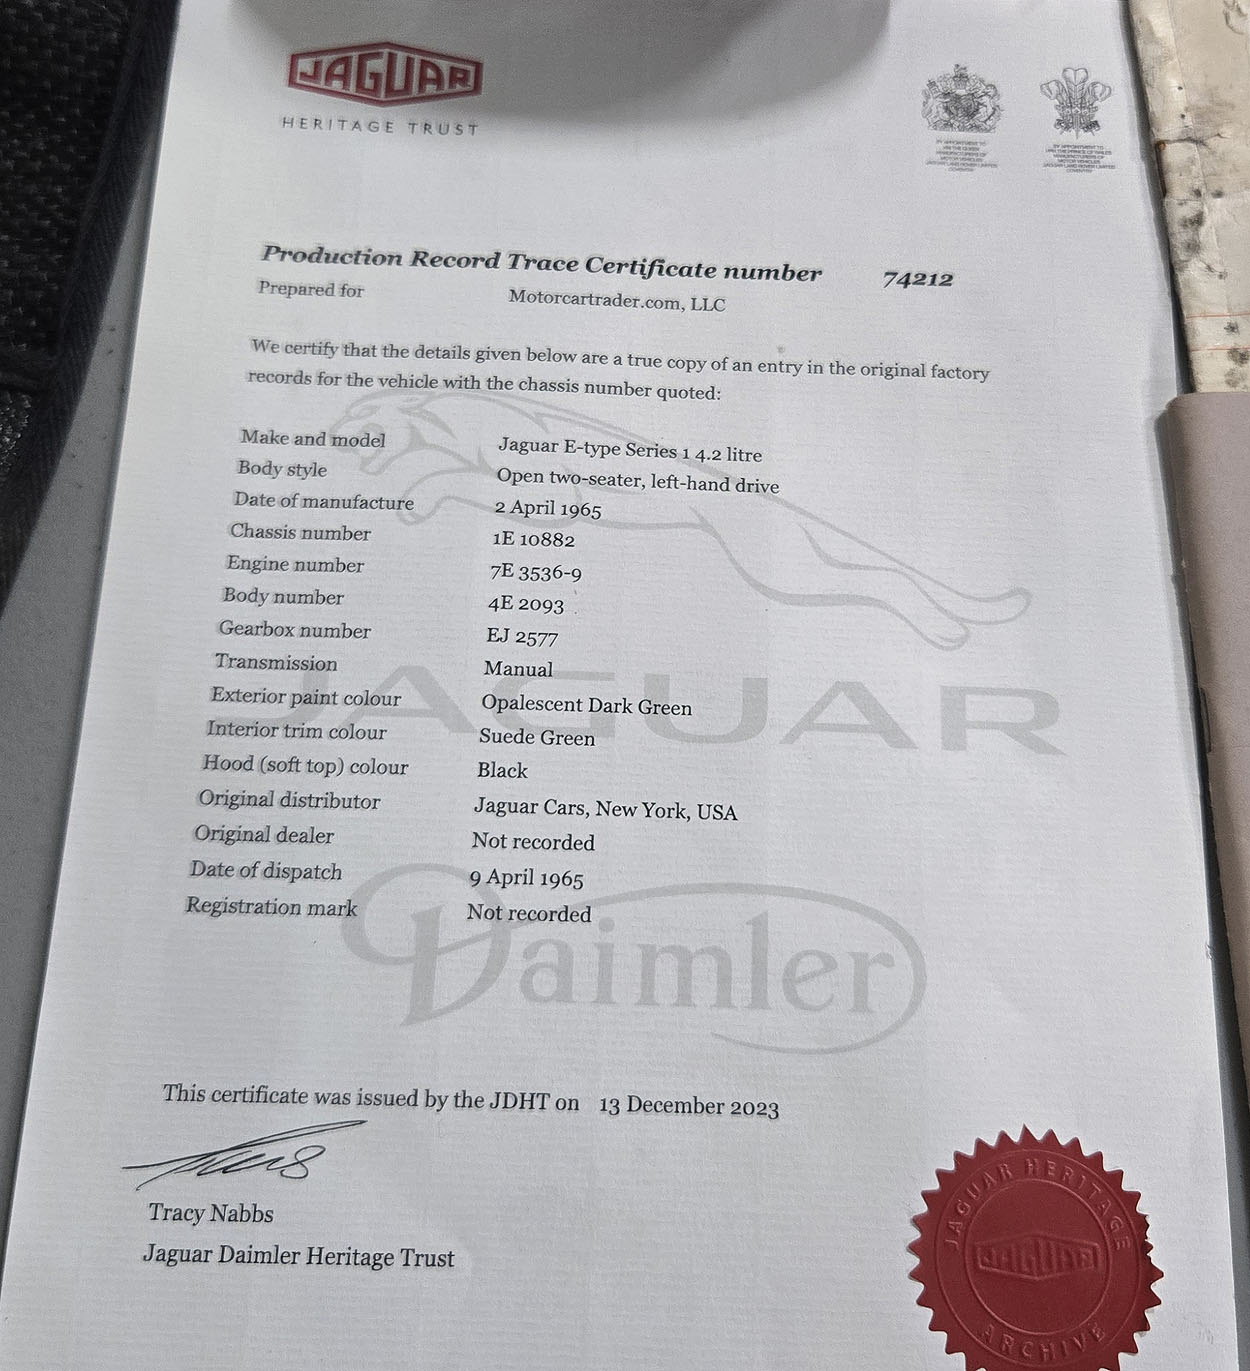 JAGUAR
HERITAGE TRUST
Production Record Trace Certificate number 74212
Prepared for Motorcartrader.com, LLC
We certify that the details given below are a true copy of an entry in the original factory
records for the vehicle with the chassis number quoted:
Make and model Jaguar E-type Series 1 4.2 litre
Body style Open two-seater, left-hand drive
Date of manufacture 2 April 1965
Chassis number 1E 10882
Engine number 7E 3536-9
Body number 4E 2093
Gearbox number EJ 2577
Transmission Manual
Exterior paint colour Opalescent Dark Green
Interior trim colour Suede Green
Hood (soft top) colour Black
Original distributor Jaguar Cars, New York, USA
Original dealer Not recorded
Date of dispatch 9 April 1965
Registration mark Not recorded
JAGUAR
Daimler
This certificate was issued by the JDHT on 13 December 2023
Tracy Nabbs
Jaguar Daimler Heritage Trust
JAGUAR HERITAGE
JAGUAR
ARCHIVE